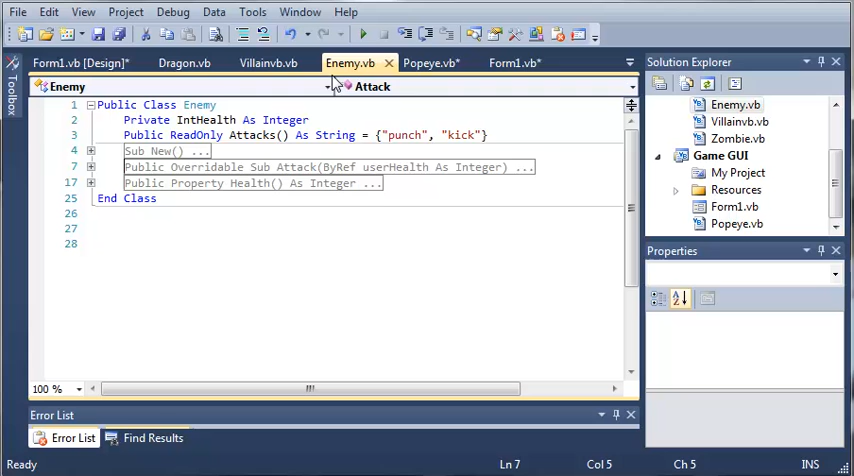 File Edit View Project Debug Data Tools Window Help
Form1.vb [Design]* Dragon.vb Villainvb.vb Enemy.vb Popeye.vb* Form1.vb*
Toolbox
Enemy Attack
1 Public Class Enemy
2 Private IntHealth As Integer
3 Public ReadOnly Attacks() As String = {"punch", "kick"}
4 Sub New() ...
7 Public Overridable Sub Attack(ByRef userHealth As Integer) ...
17 Public Property Health() As Integer ...
25 End Class
26
27
28
100 %
Error List
Error List Find Results
Solution Explorer
Enemy.vb
Villainvb.vb
Zombie.vb
Game GUI
My Project
Resources
Form1.vb
Popeye.vb
Properties
Ready Ln 7 Col 5 Ch 5 INS